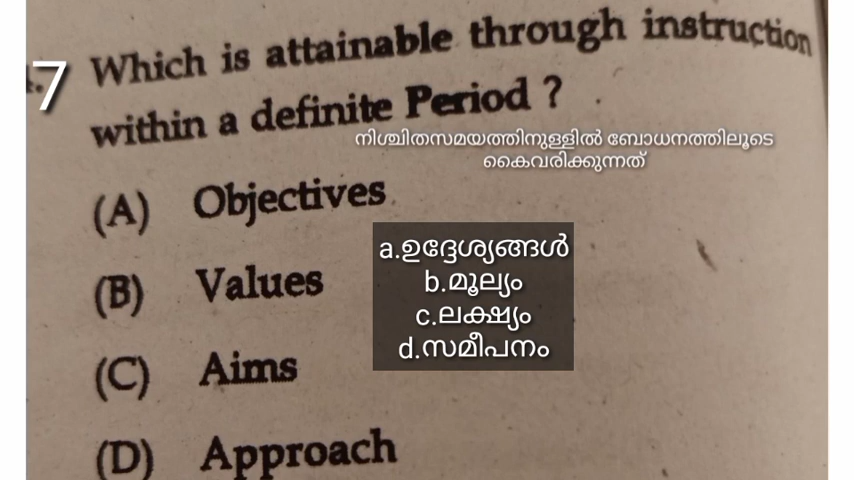 7 Which is attainable through instruction
within a definite Period ?
നിശ്ചിതസമയത്തിനുള്ളിൽ ബോധനത്തിലൂടെ
കൈവരിക്കുന്നത്
(A) Objectives
(B) Values
(C) Aims
(D) Approach
a.ഉദ്ദേശ്യങ്ങൾ
b.മൂല്യം
c.ലക്ഷ്യം
d.സമീപനം